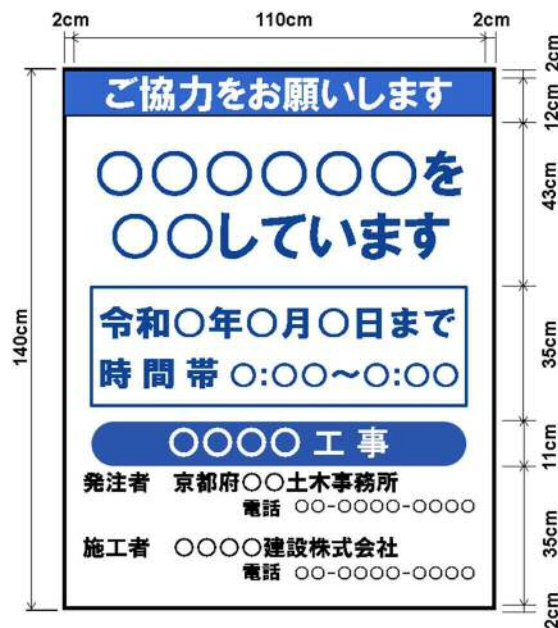 2cm 110cm 2cm
2cm
ご協力をお願いします
12cm
○○○○○○を
43cm
○○しています
140cm
令和○年○月○日まで
35cm
時間帯 ○:○○～○:○○
○○○○工事
11cm
発注者 京都府○○土木事務所
電話 ○○-○○○○-○○○○
35cm
施工者 ○○○○建設株式会社
電話 ○○-○○○○-○○○○
2cm